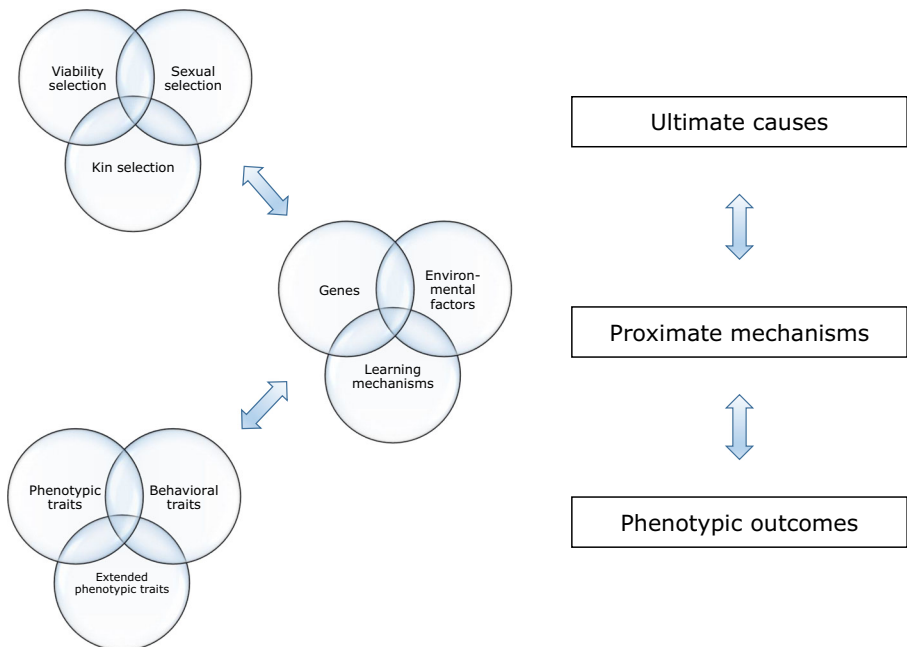 Viability
selection
Sexual
selection
Kin selection
Ultimate causes
Genes
Environ-
mental
factors
Learning
mechanisms
Proximate mechanisms
Phenotypic
traits
Behavioral
traits
Extended
phenotypic traits
Phenotypic outcomes